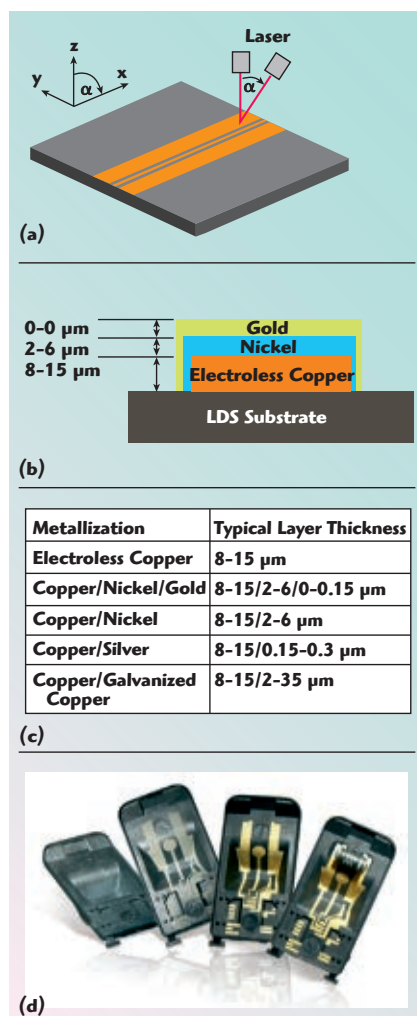 Laser
z
y
x
α
α
(a)
0-0 µm
2-6 µm
8-15 µm
Gold
Nickel
Electroless Copper
LDS Substrate
(b)
Metallization Typical Layer Thickness
Electroless Copper 8-15 µm
Copper/Nickel/Gold 8-15/2-6/0-0.15 µm
Copper/Nickel 8-15/2-6 µm
Copper/Silver 8-15/0.15-0.3 µm
Copper/Galvanized 8-15/2-35 µm
Copper
(c)
(d)